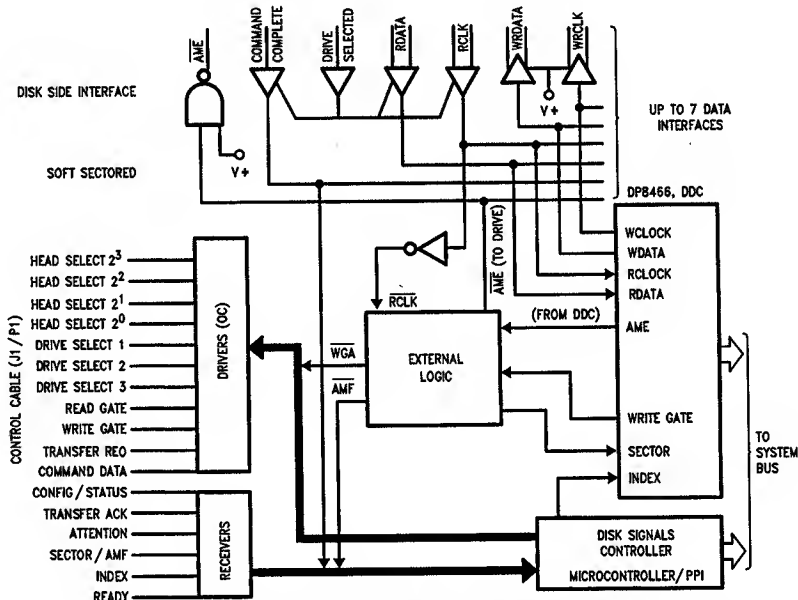 AME
COMMAND
COMPLETE
DRIVE
SELECTED
RDATA
RCLK
WRDATA
WRCLK
DISK SIDE INTERFACE
V+
V+
UP TO 7 DATA
INTERFACES
SOFT SECTORED
DP8466, DDC
AME (TO DRIVE)
WCLOCK
WDATA
RCLOCK
RDATA
(FROM DDC)
AME
WRITE GATE
SECTOR
INDEX
RCLK
EXTERNAL
LOGIC
WGA
AMF
CONTROL CABLE (J1/P1)
HEAD SELECT 2³
HEAD SELECT 2²
HEAD SELECT 2¹
HEAD SELECT 2⁰
DRIVE SELECT 1
DRIVE SELECT 2
DRIVE SELECT 3
READ GATE
WRITE GATE
TRANSFER REQ
COMMAND DATA
CONFIG/STATUS
TRANSFER ACK
ATTENTION
SECTOR/AMF
INDEX
READY
DRIVERS (OC)
RECEIVERS
DISK SIGNALS
CONTROLLER
MICROCONTROLLER/PPI
TO
SYSTEM
BUS